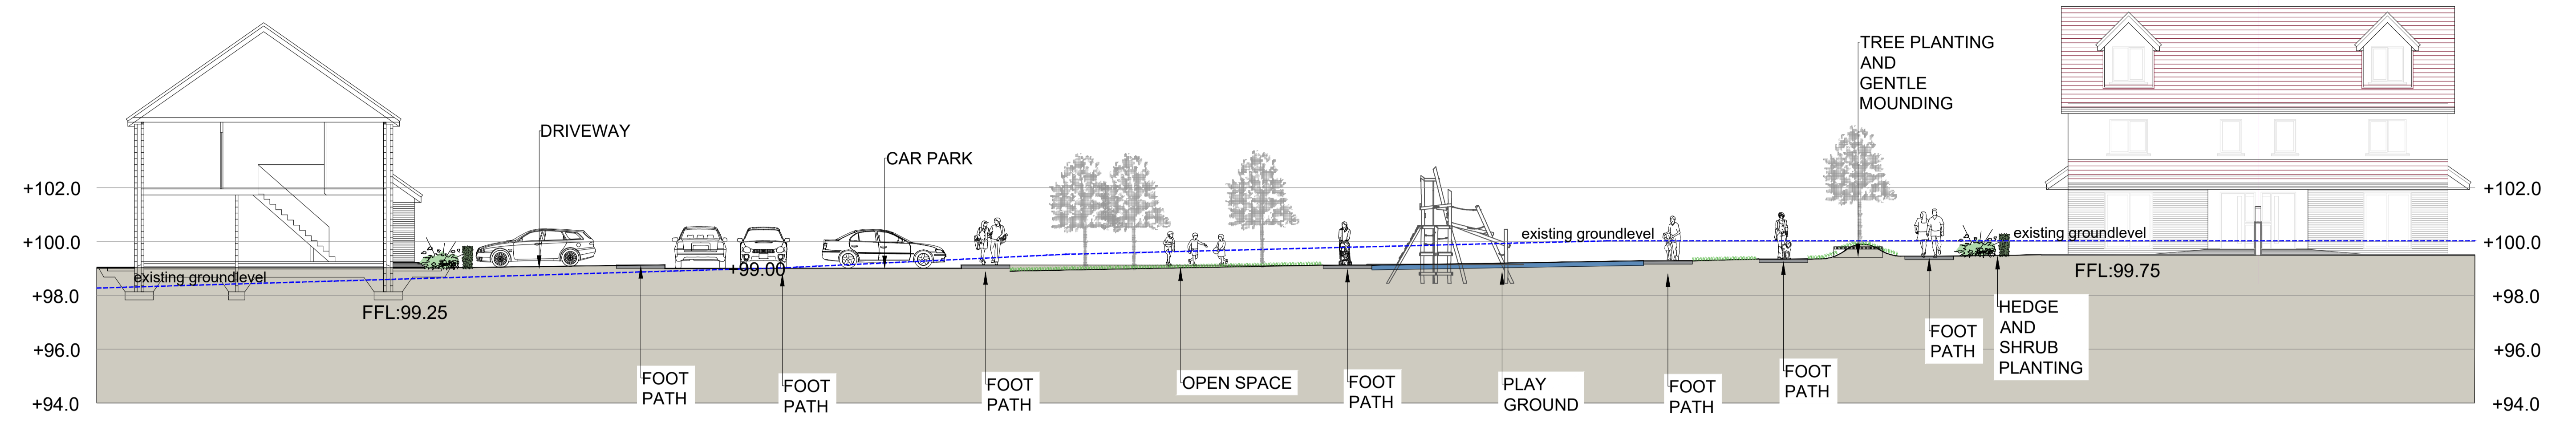 TREE PLANTING
AND
GENTLE
MOUNDING
DRIVEWAY
CAR PARK
+102.0
+100.0
+98.0
+96.0
+94.0
existing groundlevel
FFL:99.25
+99.00
existing groundlevel
existing groundlevel
FFL:99.75
+102.0
+100.0
+98.0
+96.0
+94.0
FOOT
PATH
FOOT
PATH
FOOT
PATH
OPEN SPACE
FOOT
PATH
PLAY
GROUND
FOOT
PATH
FOOT
PATH
FOOT
PATH
HEDGE
AND
SHRUB
PLANTING